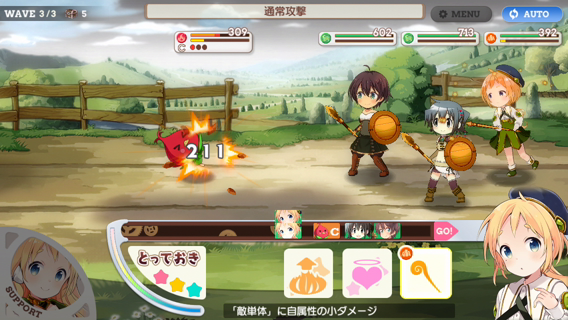 WAVE 3/3 5
通常攻撃
MENU
AUTO
309
602
713
392
C
211
C
GO!
とっておき
SUPPORT
「敵単体」に自属性の小ダメージ